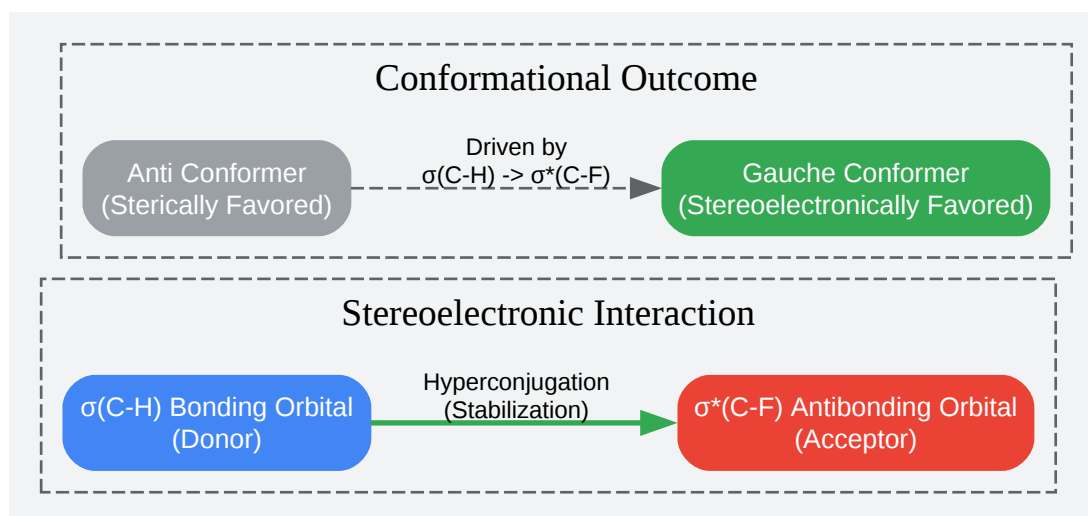 Conformational Outcome
Anti Conformer
(Sterically Favored)
Driven by
σ(C-H) -> σ*(C-F)
Gauche Conformer
(Stereoelectronically Favored)
Stereoelectronic Interaction
σ(C-H) Bonding Orbital
(Donor)
Hyperconjugation
(Stabilization)
σ*(C-F) Antibonding Orbital
(Acceptor)